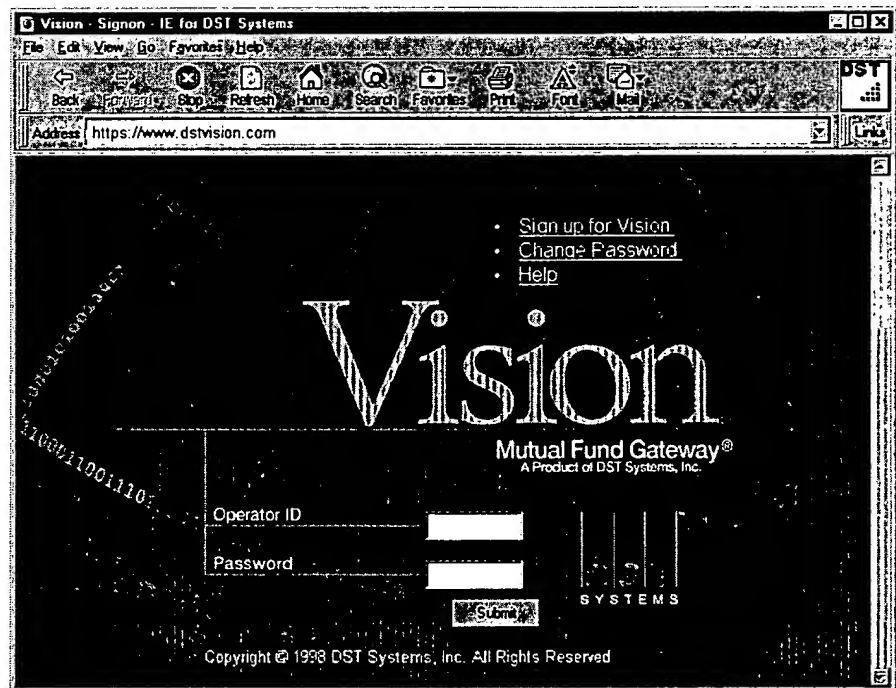 Vision - Signon - IE for DST Systems
File Edit View Go Favorites Help
Back Forward Stop Refresh Home Search Favorites Print Font Mail
DST
Address https://www.dstvision.com Links
• Sign up for Vision
• Change Password
• Help
Vision
Mutual Fund Gateway®
A Product of DST Systems, Inc.
Operator ID
Password
SYSTEMS
Submit
Copyright © 1998 DST Systems, Inc. All Rights Reserved